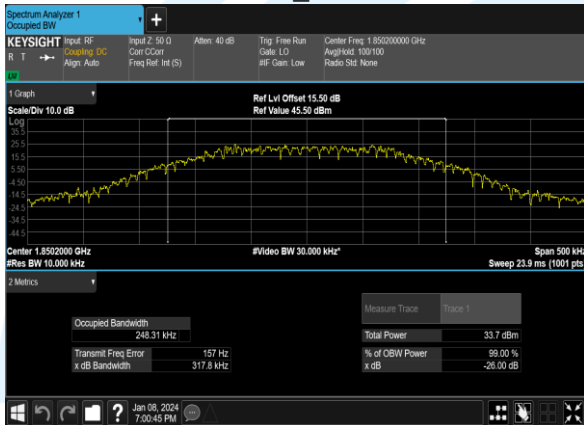 Spectrum Analyzer 1
Occupied BW
KEYSIGHT
R T
Input: RF
Coupling: DC
Align: Auto
Input Z: 50 Ω
Corr CCorr
Freq Ref: Int (S)
Atten: 40 dB
Trig: Free Run
Gate: LO
#IF Gain: Low
Center Freq: 1.850200000 GHz
Avg|Hold: 100/100
Radio Std: None
1 Graph
Scale/Div 10.0 dB
Ref Lvl Offset 15.50 dB
Ref Value 45.50 dBm
Log
35.5
25.5
15.5
5.50
-4.50
-14.5
-24.5
-34.5
-44.5
Center 1.8502000 GHz
#Res BW 10.000 kHz
#Video BW 30.000 kHz*
Span 500 kHz
Sweep 23.9 ms (1001 pts
2 Metrics
Measure Trace
Trace 1
Occupied Bandwidth
248.31 kHz
Total Power
33.7 dBm
Transmit Freq Error
157 Hz
% of OBW Power
99.00 %
x dB Bandwidth
317.8 kHz
x dB
-26.00 dB
Jan 08, 2024
7:00:45 PM